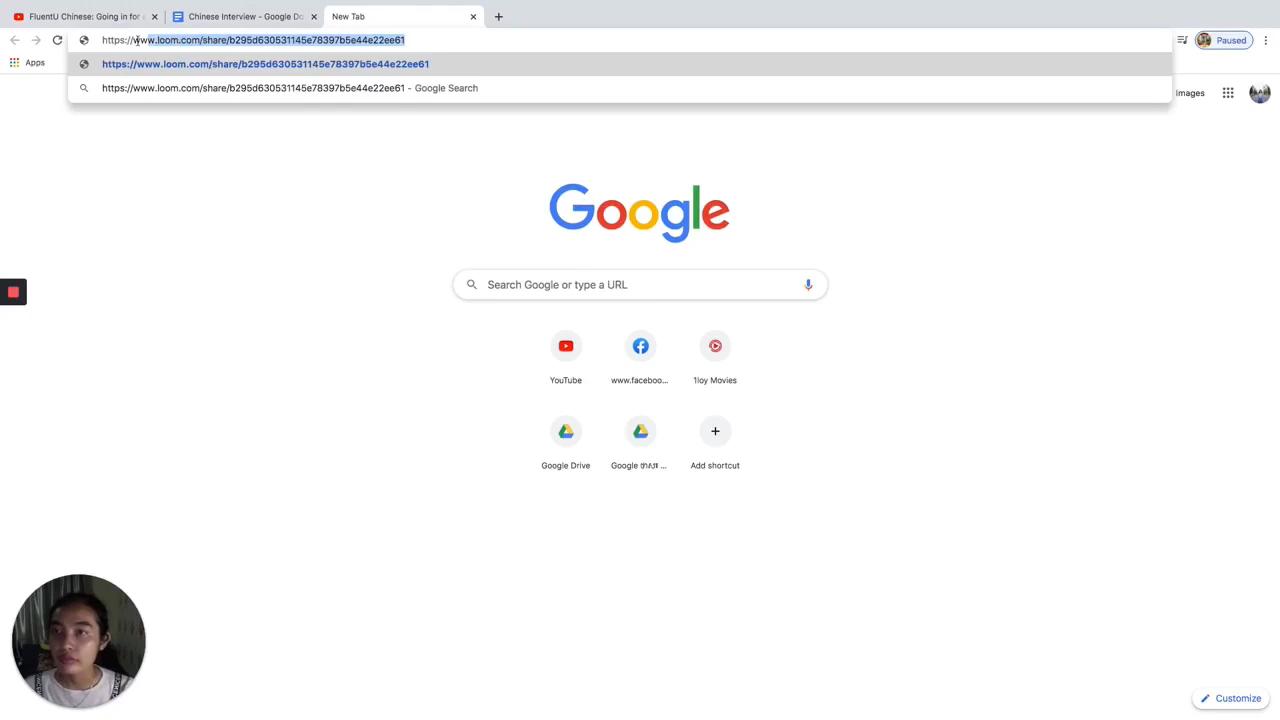 FluentU Chinese: Going in for a
Chinese Interview - Google Do
New Tab
https://www.loom.com/share/b295d630531145e78397b5e44e22ee61
Paused
https://www.loom.com/share/b295d630531145e78397b5e44e22ee61
https://www.loom.com/share/b295d630531145e78397b5e44e22ee61 - Google Search
Apps
Images
Google
Search Google or type a URL
YouTube
www.faceboo...
1loy Movies
Google Drive
Google ...
Add shortcut
Customize